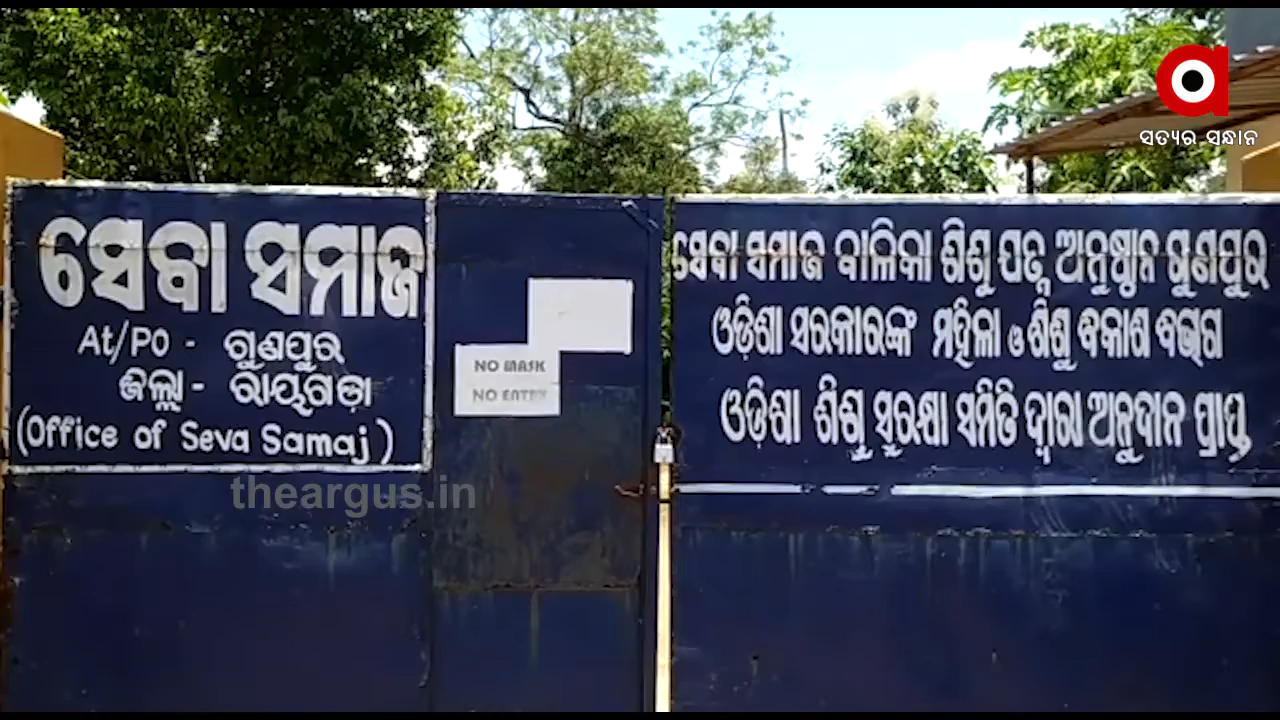 ସତ୍ୟର ସନ୍ଧାନ
ସେବା ସମାଜ
At/PO - ଗୁଣପୁର
ଜିଲ୍ଲା - ରାୟଗଡ଼ା
(Office of Seva Samaj)
NO MASK
NO ENTRY
ସେବା ସମାଜ ବାଳିକା ଶିଶୁ ଯତ୍ନ ଅନୁଷ୍ଠାନ ଗୁଣପୁର
ଓଡ଼ିଶା ସରକାରଙ୍କ ମହିଳା ଓ ଶିଶୁ ବିକାଶ ବିଭାଗ
ଓଡ଼ିଶା ଶିଶୁ ସୁରକ୍ଷା ସମିତି ଦ୍ୱାରା ଅନୁଦାନ ପ୍ରାପ୍ତ
theargus.in